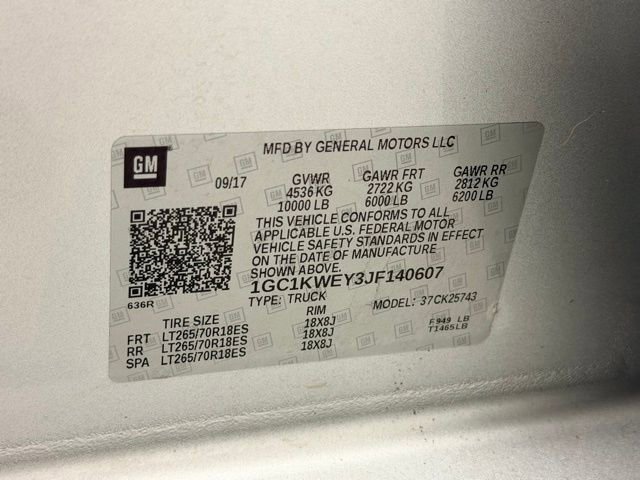 GM
MFD BY GENERAL MOTORS LLC
09/17 GVWR GAWR FRT GAWR RR
4536 KG 2722 KG 2812 KG
10000 LB 6000 LB 6200 LB
THIS VEHICLE CONFORMS TO ALL
APPLICABLE U.S. FEDERAL MOTOR
VEHICLE SAFETY STANDARDS IN EFFECT
ON THE DATE OF MANUFACTURE
SHOWN ABOVE.
1GC1KWEY3JF140607
636R
TYPE: TRUCK MODEL: 37CK25743
TIRE SIZE RIM
FRT LT265/70R18ES 18X8J
RR LT265/70R18ES 18X8J
SPA LT265/70R18ES 18X8J
F949 LB
T1465LB